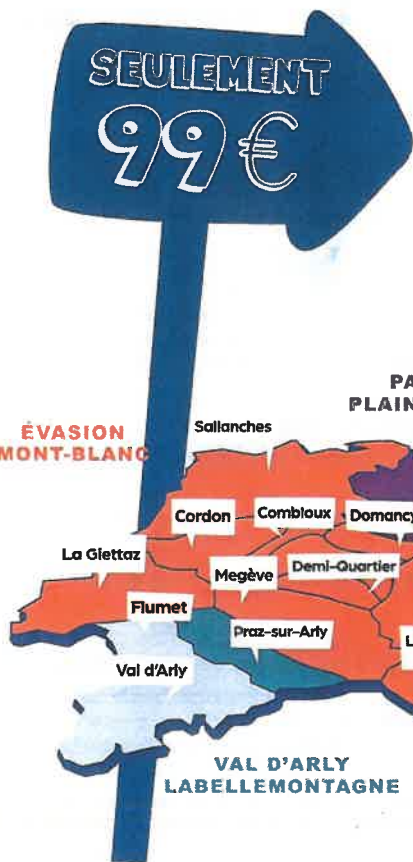 SEULEMENT
99 €
PA
PLAIN
ÉVASION
MONT-BLANC
Sallanches
Cordon
Combloux
Domancy
La Giettaz
Megève
Demi-Quartier
Flumet
Praz-sur-Arly
L
Val d'Arly
VAL D'ARLY
LABELLEMONTAGNE